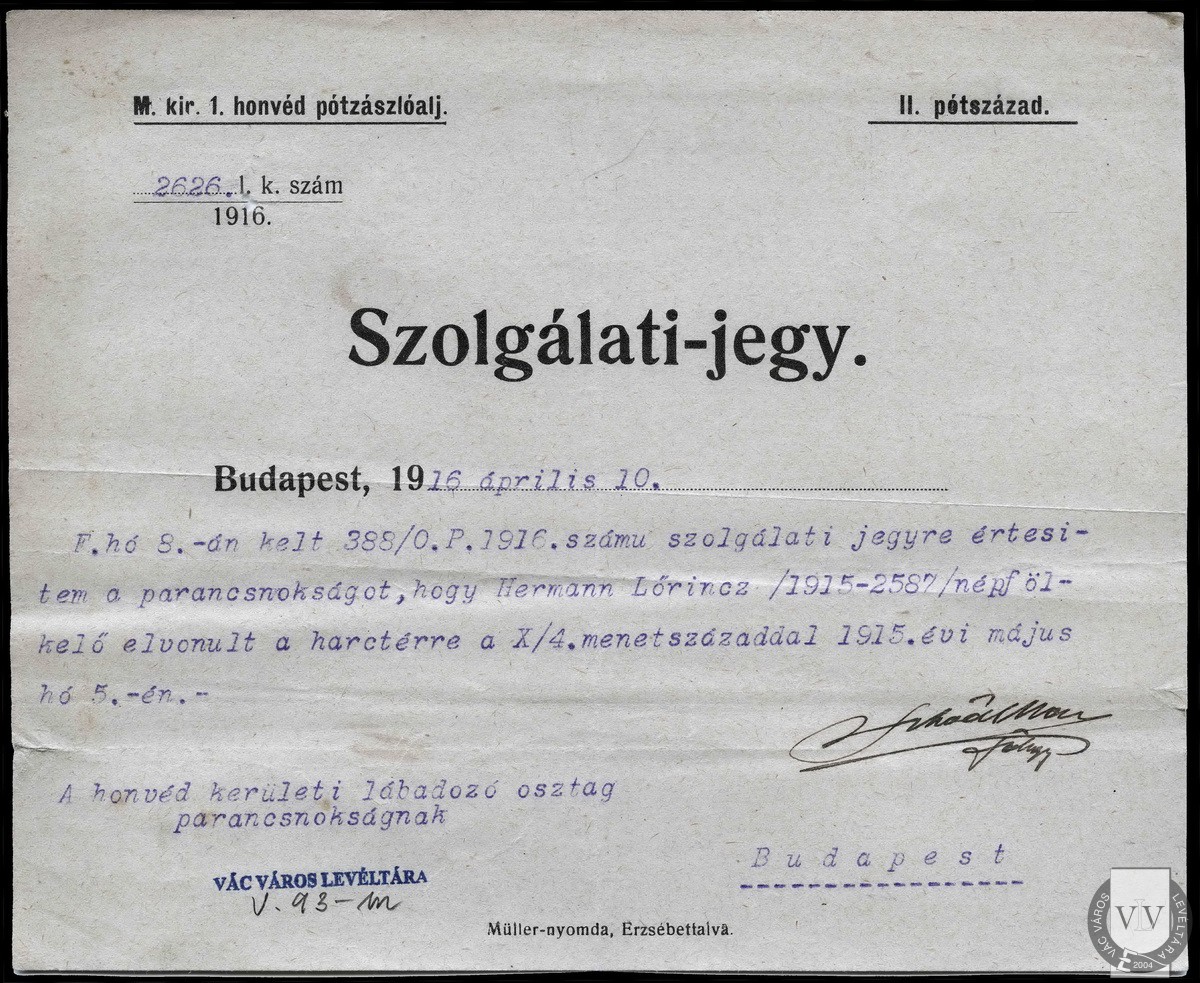 M. kir. 1. honvéd pótzászlóalj.
II. pótszázad.
2626. I. k. szám
1916.
Szolgálati-jegy.
Budapest, 1916 április 10.
F.hó 8.-án kelt 388/O.P.1916.számu szolgálati jegyre értesi-
tem a parancsnokságot,hogy Hermann Lőrincz /1915-2587/népföl-
kelő elvonult a harctérre a X/4.menetszázaddal 1915.évi május
hó 5.-én.-
A honvéd kerületi lábadozó osztag
parancsnokságnak
Budapest
VÁC VÁROS LEVÉLTÁRA
V. 93-
Müller-nyomda, Erzsébetfalva.
VÁC VÁROS LEVÉLTÁRA
VLV
2004